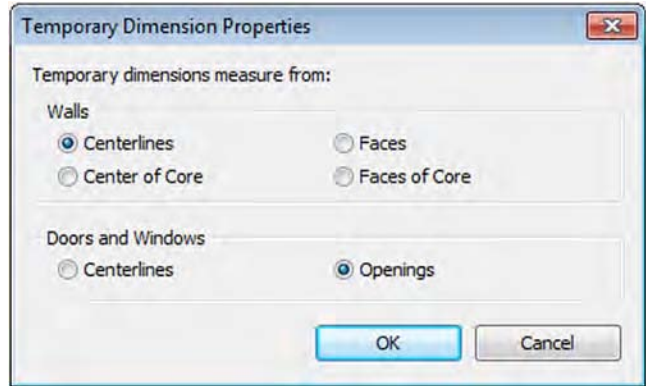 Temporary Dimension Properties
Temporary dimensions measure from:
Walls
Centerlines Faces
Center of Core Faces of Core
Doors and Windows
Centerlines Openings
OK Cancel